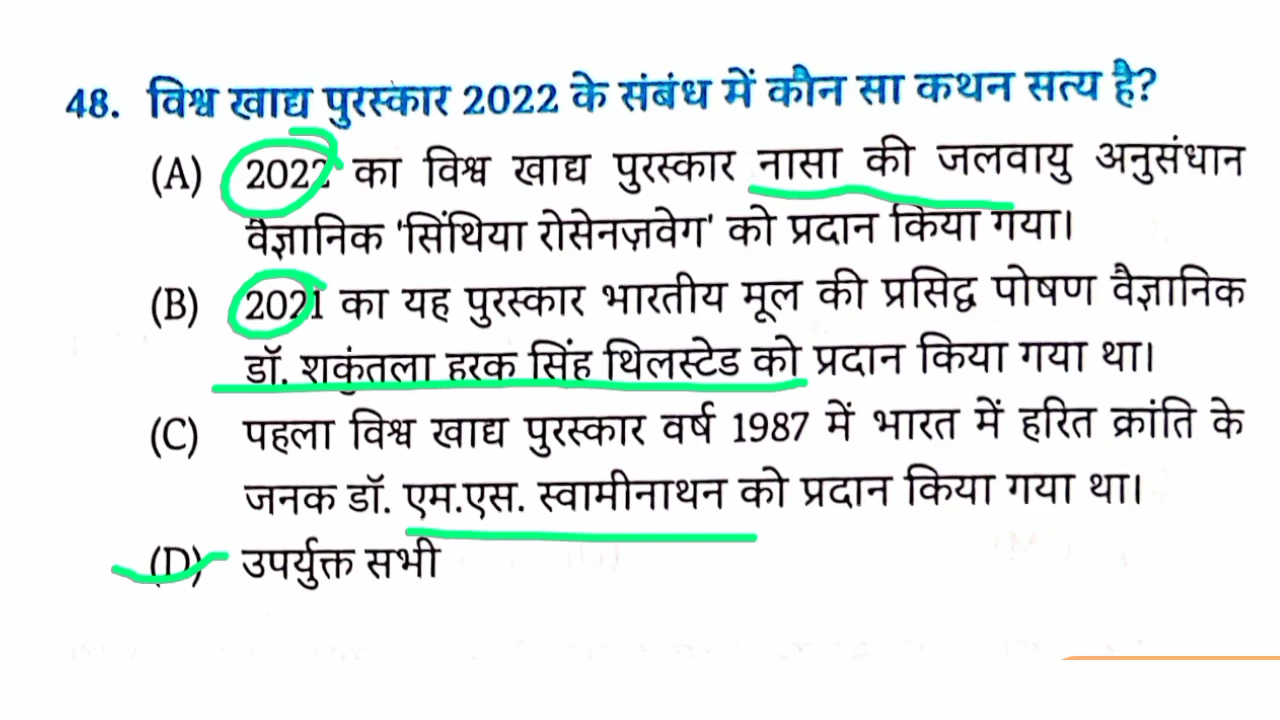 48. विश्व खाद्य पुरस्कार 2022 के संबंध में कौन सा कथन सत्य है?
(A) 2022 का विश्व खाद्य पुरस्कार नासा की जलवायु अनुसंधान
वैज्ञानिक 'सिंथिया रोसेनज़वेग' को प्रदान किया गया।
(B) 2021 का यह पुरस्कार भारतीय मूल की प्रसिद्ध पोषण वैज्ञानिक
डॉ. शकुंतला हरक सिंह थिलस्टेड को प्रदान किया गया था।
(C) पहला विश्व खाद्य पुरस्कार वर्ष 1987 में भारत में हरित क्रांति के
जनक डॉ. एम.एस. स्वामीनाथन को प्रदान किया गया था।
(D) उपर्युक्त सभी